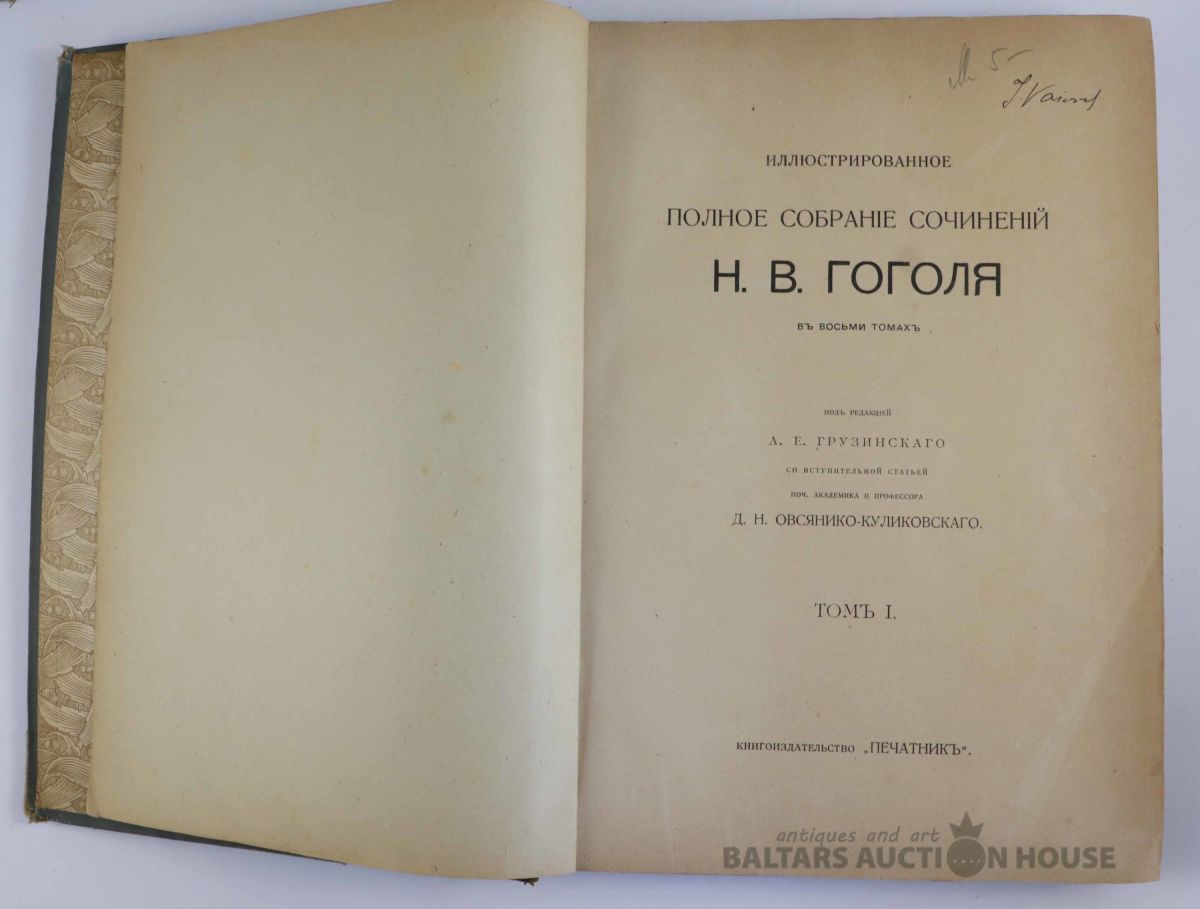 ИЛЛЮСТРИРОВАННОЕ
ПОЛНОЕ СОБРАНІЕ СОЧИНЕНІЙ
Н. В. ГОГОЛЯ
ВЪ ВОСЬМИ ТОМАХЪ
ПОДЪ РЕДАКЦІЕЙ
А. Е. ГРУЗИНСКАГО
СО ВСТУПИТЕЛЬНОЙ СТАТЬЕЙ
ПОЧ. АКАДЕМИКА И ПРОФЕССОРА
Д. Н. ОВСЯНИКО-КУЛИКОВСКАГО.
ТОМЪ I.
КНИГОИЗДАТЕЛЬСТВО „ПЕЧАТНИКЪ“.
antiques and art
BALTARS AUCTION HOUSE